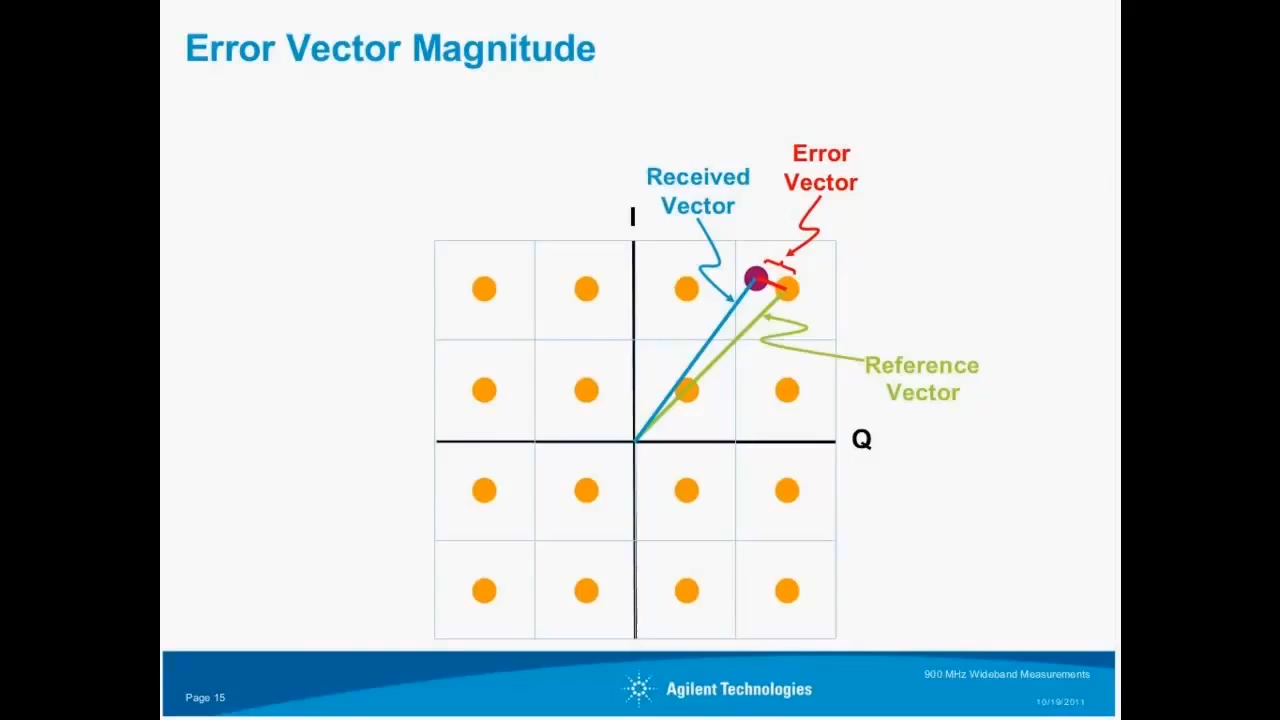 Error Vector Magnitude
Error
Vector
Received
Vector
I
Reference
Vector
Q
Page 15
Agilent Technologies
900 MHz Wideband Measurements
10/19/2011